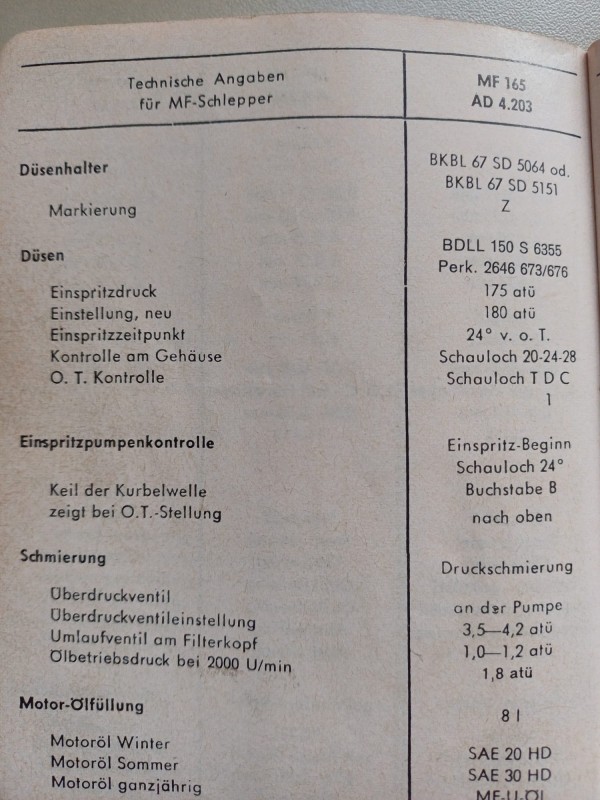 Technische Angaben
für MF-Schlepper
MF 165
AD 4.203
Düsenhalter BKBL 67 SD 5064 od.
BKBL 67 SD 5151
Markierung Z
Düsen BDLL 150 S 6355
Perk. 2646 673/676
Einspritzdruck 175 atü
Einstellung, neu 180 atü
Einspritzzeitpunkt 24° v. o. T.
Kontrolle am Gehäuse Schauloch 20-24-28
O. T. Kontrolle Schauloch T D C
1
Einspritzpumpenkontrolle Einspritz-Beginn
Schauloch 24°
Keil der Kurbelwelle Buchstabe B
zeigt bei O.T.-Stellung nach oben
Schmierung Druckschmierung
Überdruckventil an der Pumpe
Überdruckventileinstellung 3,5—4,2 atü
Umlaufventil am Filterkopf 1,0—1,2 atü
Ölbetriebsdruck bei 2000 U/min 1,8 atü
Motor-Ölfüllung 8 l
Motoröl Winter SAE 20 HD
Motoröl Sommer SAE 30 HD
Motoröl ganzjährig MF-U-ÖL